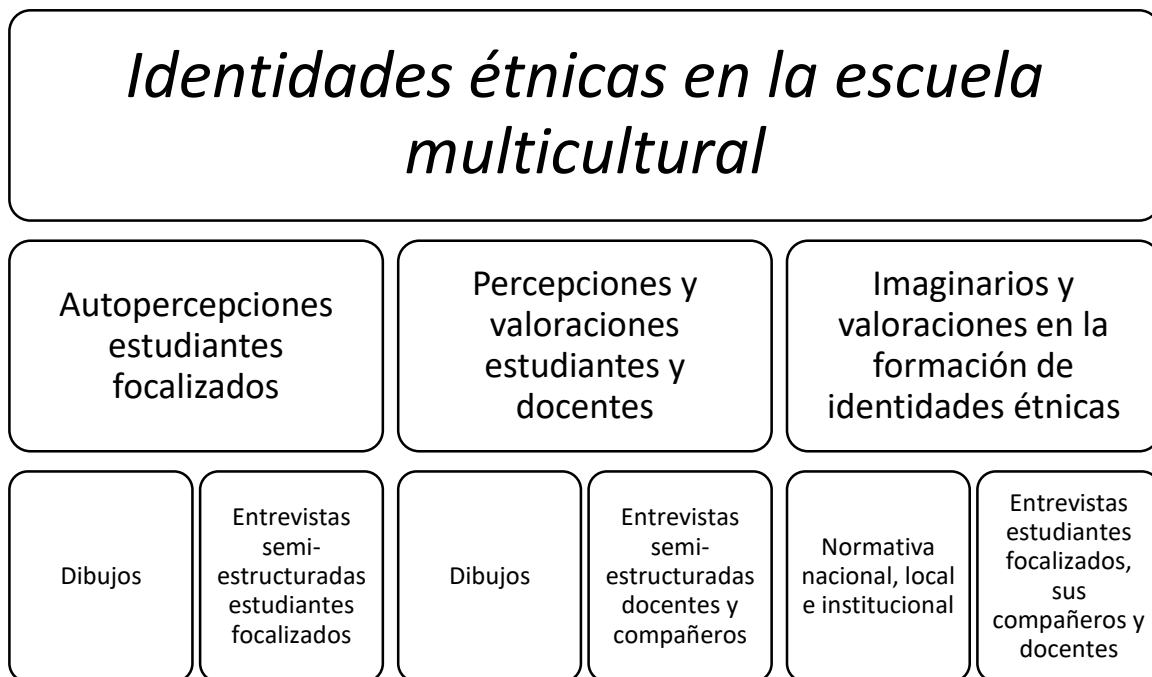 Identidades étnicas en la escuela
multicultural
Autopercepciones
estudiantes
focalizados
Percepciones y
valoraciones
estudiantes y
docentes
Imaginarios y
valoraciones en la
formación de
identidades étnicas
Dibujos
Entrevistas
semi-
estructuradas
estudiantes
focalizados
Dibujos
Entrevistas
semi-
estructuradas
docentes y
compañeros
Normativa
nacional, local
e institucional
Entrevistas
estudiantes
focalizados,
sus
compañeros y
docentes